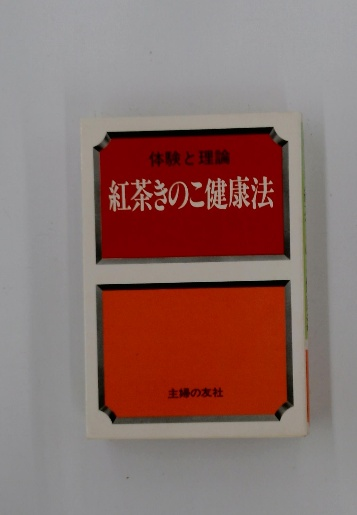 体験と理論
紅茶きのこ健康法
主婦の友社